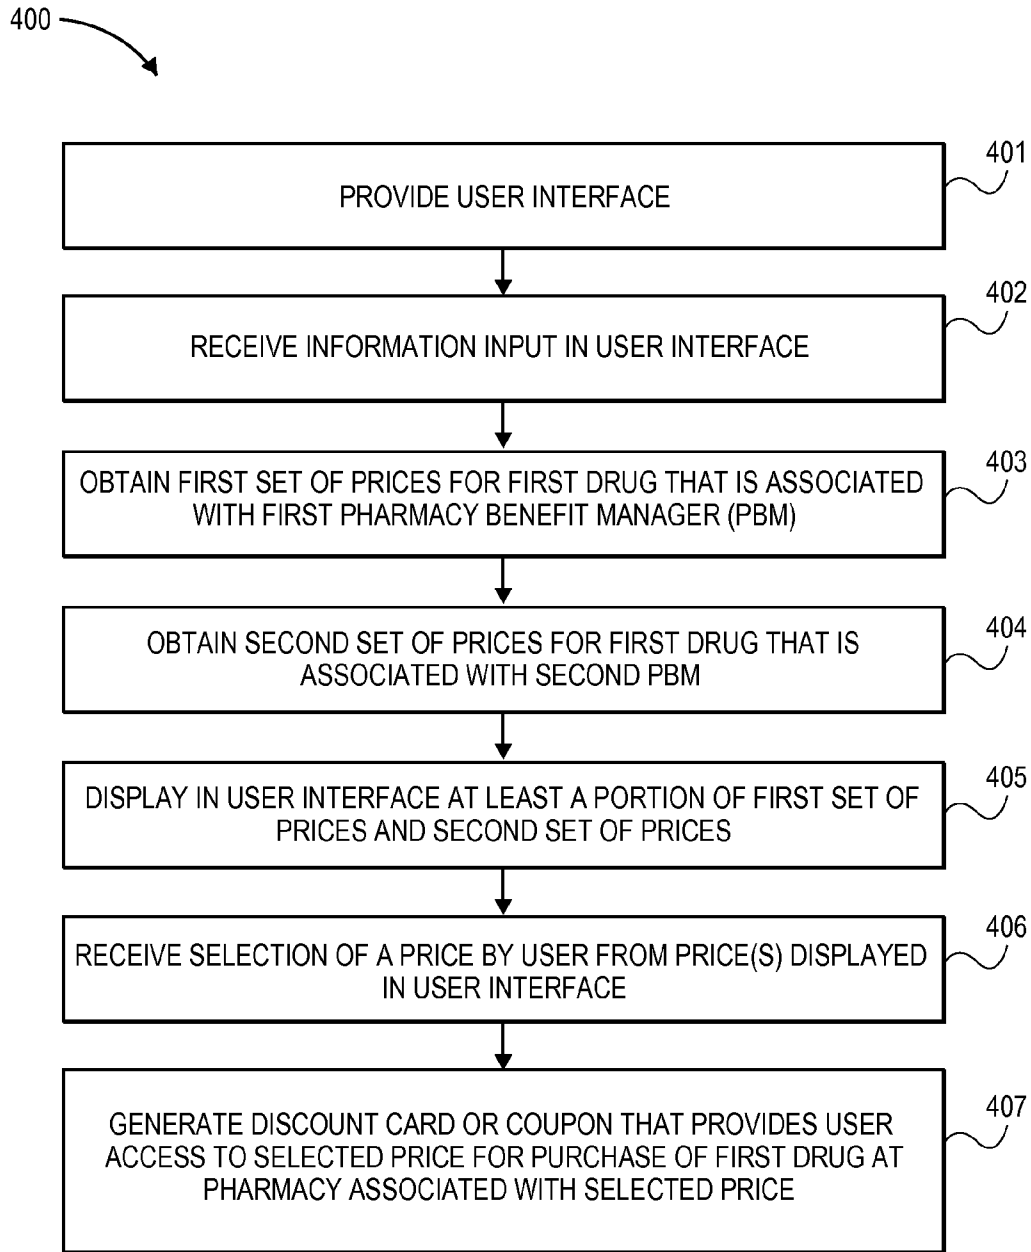 400
401
PROVIDE USER INTERFACE
402
RECEIVE INFORMATION INPUT IN USER INTERFACE
403
OBTAIN FIRST SET OF PRICES FOR FIRST DRUG THAT IS ASSOCIATED
WITH FIRST PHARMACY BENEFIT MANAGER (PBM)
404
OBTAIN SECOND SET OF PRICES FOR FIRST DRUG THAT IS
ASSOCIATED WITH SECOND PBM
405
DISPLAY IN USER INTERFACE AT LEAST A PORTION OF FIRST SET OF
PRICES AND SECOND SET OF PRICES
406
RECEIVE SELECTION OF A PRICE BY USER FROM PRICE(S) DISPLAYED
IN USER INTERFACE
407
GENERATE DISCOUNT CARD OR COUPON THAT PROVIDES USER
ACCESS TO SELECTED PRICE FOR PURCHASE OF FIRST DRUG AT
PHARMACY ASSOCIATED WITH SELECTED PRICE